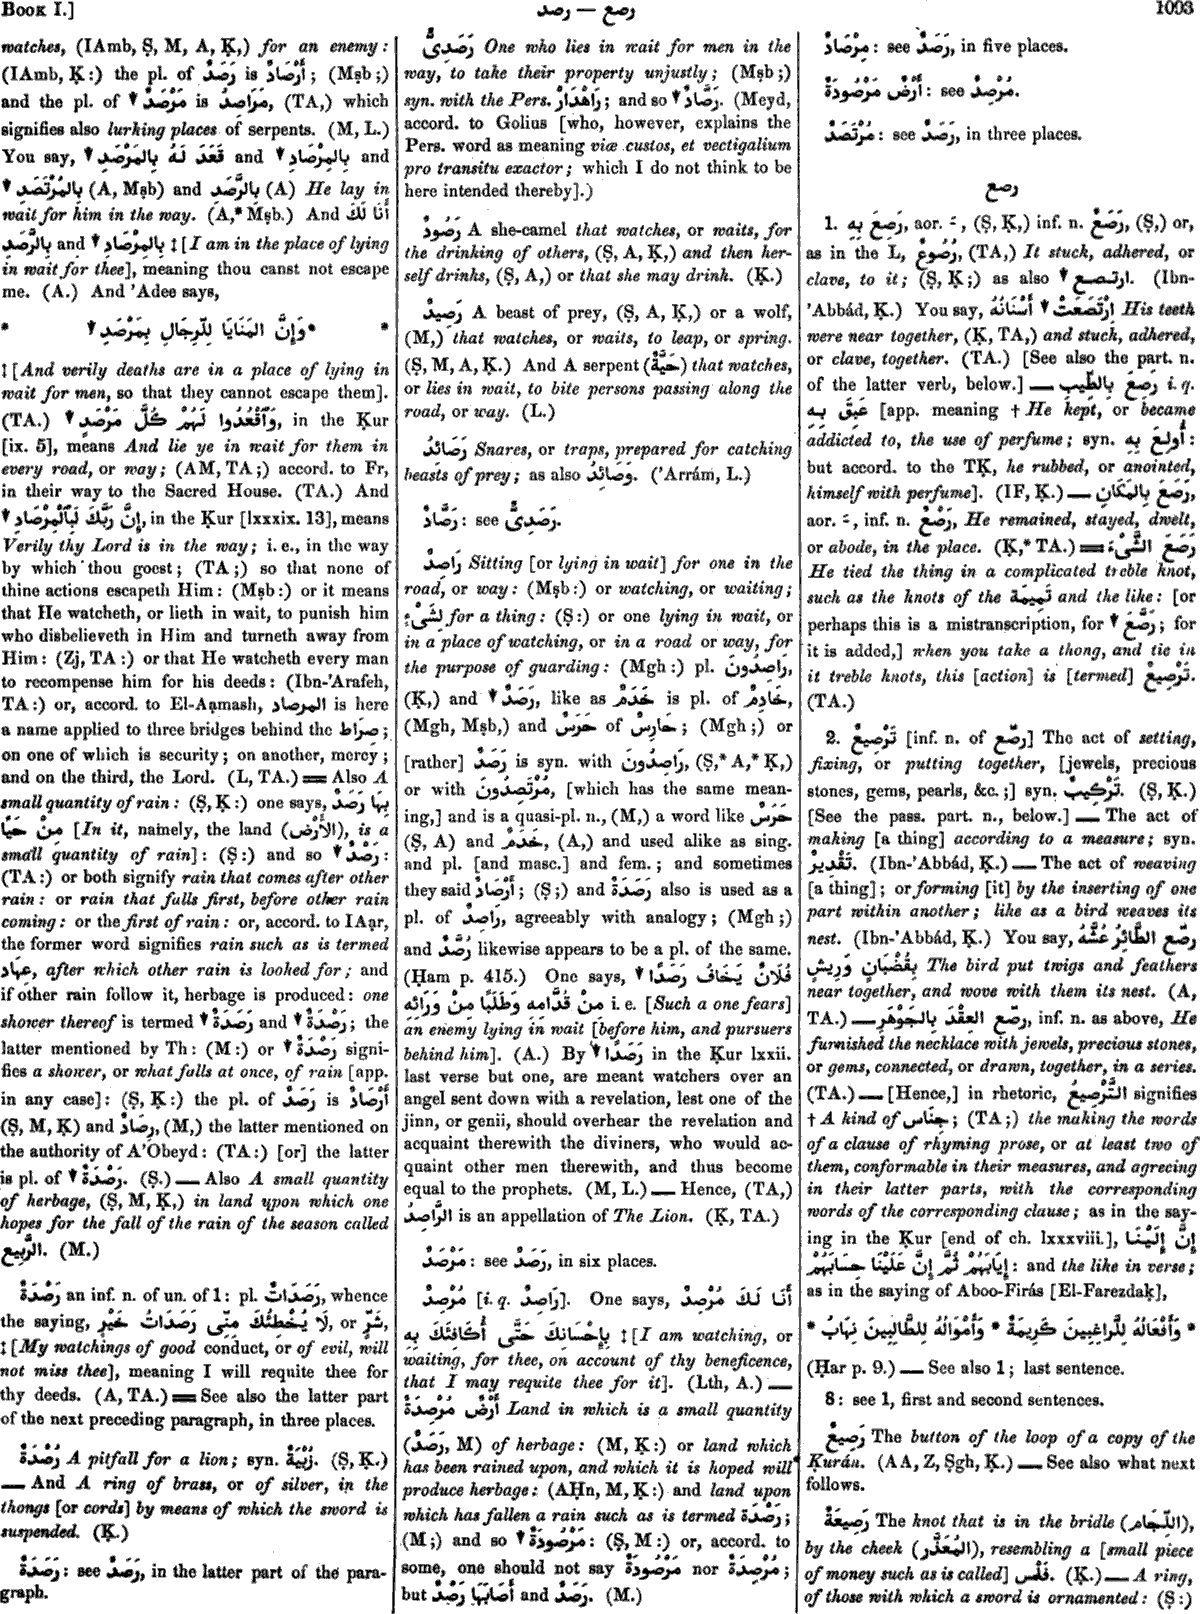 BOOK I.]
رصد — رصع
1003
watches, (IAmb, Ṣ, M, A, Ḳ,) for an enemy:
(IAmb, Ḳ:) the pl. of رَصَدٌ is أَرْصَادٌ; (Mṣb;)
and the pl. of ▼ مَرْصَدٌ is مَرَاصِدُ, (TA,) which
signifies also lurking places of serpents. (M, L.)
You say, ▼ قَعَدَ لَهُ بِالمَرْصَدِ and ▼ بِالمِرْصَادِ and
▼ بِالمُرْتَصَدِ (A, Mṣb) and بِالرَّصَدِ (A) He lay in
wait for him in the way. (A,* Mṣb.) And أَنَا لَكَ
بِالرَّصَدِ and ▼ بِالمِرْصَادِ ‡ [I am in the place of lying
in wait for thee], meaning thou canst not escape
me. (A.) And 'Adee says,
* وَإِنَّ المَنَايَا لِلرِّجَالِ بِمَرْصَدِ ▼ *
‡ [And verily deaths are in a place of lying in
wait for men, so that they cannot escape them].
(TA.) ▼ وَٱقْعُدُوا لَهُمْ كُلَّ مَرْصَدٍ, in the Ḳur
[ix. 5], means And lie ye in wait for them in
every road, or way; (AM, TA;) accord. to Fr,
in their way to the Sacred House. (TA.) And
▼ إِنَّ رَبَّكَ لَبِٱلْمِرْصَادِ, in the Ḳur [lxxxix. 13], means
Verily thy Lord is in the way; i. e., in the way
by which thou goest; (TA;) so that none of
thine actions escapeth Him: (Mṣb:) or it means
that He watcheth, or lieth in wait, to punish him
who disbelieveth in Him and turneth away from
Him: (Zj, TA:) or that He watcheth every man
to recompense him for his deeds: (Ibn-'Arafeh,
TA:) or, accord. to El-Aạmash, المرصاد is here
a name applied to three bridges behind the صِرَاط;
on one of which is security; on another, mercy;
and on the third, the Lord. (L, TA.) ═ Also A
small quantity of rain: (Ṣ, Ḳ:) one says, بِهَا رَصَدٌ
مِنْ حَيًا [In it, namely, the land (الأَرْض), is a
small quantity of rain]: (Ṣ:) and so ▼ رَصْدٌ:
(TA:) or both signify rain that comes after other
rain: or rain that falls first, before other rain
coming: or the first of rain: or, accord. to IAạr,
the former word signifies rain such as is termed
عِهَاد, after which other rain is looked for; and
if other rain follow it, herbage is produced: one
shower thereof is termed ▼ رَصَدَةٌ and ▼ رَصْدَةٌ; the
latter mentioned by Th: (M:) or ▼ رَصْدَةٌ signi-
fies a shower, or what falls at once, of rain [app.
in any case]: (Ṣ, Ḳ:) the pl. of رَصَدٌ is أَرْصَادٌ
(Ṣ, M, Ḳ) and رِصَادٌ, (M,) the latter mentioned on
the authority of A'Obeyd: (TA:) [or] the latter
is pl. of ▼ رَصْدَةٌ. (Ṣ.) — Also A small quantity
of herbage, (Ṣ, M, Ḳ,) in land upon which one
hopes for the fall of the rain of the season called
الرَّبِيع. (M.)
رَصْدَةٌ an inf. n. of un. of 1: pl. رَصَدَاتٌ, whence
the saying, لَا يُخْطِئُكَ مِنِّى رَصَدَاتُ خَيْرٍ, or شَرٍّ,
‡ [My watchings of good conduct, or of evil, will
not miss thee], meaning I will requite thee for
thy deeds. (A, TA.) ═ See also the latter part
of the next preceding paragraph, in three places.
رُصْدَةٌ A pitfall for a lion; syn. زُبْيَةٌ. (Ṣ, Ḳ.)
— And A ring of brass, or of silver, in the
thongs [or cords] by means of which the sword is
suspended. (Ḳ.)
رَصَدَةٌ: see رَصَدٌ, in the latter part of the para-
graph.
رَصَدِىٌّ One who lies in wait for men in the
way, to take their property unjustly; (Mṣb;)
syn. with the Pers. رَاهْدَارْ; and so ▼ رَصَّادٌ. (Meyd,
accord. to Golius [who, however, explains the
Pers. word as meaning viæ custos, et vectigalium
pro transitu exactor; which I do not think to be
here intended thereby].)
رَصُودٌ A she-camel that watches, or waits, for
the drinking of others, (Ṣ, A, Ḳ,) and then her-
self drinks, (Ṣ, A,) or that she may drink. (Ḳ.)
رَصِيدٌ A beast of prey, (Ṣ, A, Ḳ,) or a wolf,
(M,) that watches, or waits, to leap, or spring.
(Ṣ, M, A, Ḳ.) And A serpent (حَيَّةٌ) that watches,
or lies in wait, to bite persons passing along the
road, or way. (L.)
رَصَائِدُ Snares, or traps, prepared for catching
beasts of prey; as also وَصَائِدُ. ('Arrám, L.)
رَصَّادٌ: see رَصَدِىٌّ.
رَاصِدٌ Sitting [or lying in wait] for one in the
road, or way: (Mṣb:) or watching, or waiting;
لِشَىْءٍ for a thing: (Ṣ:) or one lying in wait, or
in a place of watching, or in a road or way, for
the purpose of guarding: (Mgh:) pl. رَاصِدُونَ,
(Ḳ,) and ▼ رَصَدٌ, like as خَدَمٌ is pl. of خَادِمٌ,
(Mgh, Mṣb,) and حَرَسٌ of حَارِسٌ; (Mgh;) or
[rather] رَصَدٌ is syn. with رَاصِدُونَ, (Ṣ,* A,* Ḳ,)
or with مُرْتَصِدُونَ, [which has the same mean-
ing,] and is a quasi-pl. n., (M,) a word like حَرَسٌ
(Ṣ, A) and خَدَمٌ, (A,) and used alike as sing.
and pl. [and masc.] and fem.; and sometimes
they said أَرْصَادٌ; (Ṣ;) and رَصَدَةٌ also is used as a
pl. of رَاصِدٌ, agreeably with analogy; (Mgh;)
and رُصَّدٌ likewise appears to be a pl. of the same.
(Ḥam p. 415.) One says, ▼ فُلَانٌ يَخَافُ رَصَدًا
مِنْ قُدَّامِهِ وَطَلَبًا مِنْ وَرَائِهِ i. e. [Such a one fears]
an enemy lying in wait [before him, and pursuers
behind him]. (A.) By ▼ رَصَدًا in the Ḳur lxxii.
last verse but one, are meant watchers over an
angel sent down with a revelation, lest one of the
jinn, or genii, should overhear the revelation and
acquaint therewith the diviners, who would ac-
quaint other men therewith, and thus become
equal to the prophets. (M, L.) — Hence, (TA,)
الرَّاصِدُ is an appellation of The Lion. (Ḳ, TA.)
مَرْصَدٌ: see رَصَدٌ, in six places.
مُرْصِدٌ [i. q. رَاصِدٌ]. One says, أَنَا لَكَ مُرْصِدٌ
بِإِحْسَانِكَ حَتَّى أُكَافِئَكَ بِهِ ‡ [I am watching, or
waiting, for thee, on account of thy beneficence,
that I may requite thee for it]. (Lth, A.) —
أَرْضٌ مُرْصِدَةٌ Land in which is a small quantity
(رَصَدٌ, M) of herbage: (M, Ḳ:) or land which
has been rained upon, and which it is hoped will
produce herbage: (AḤn, M, Ḳ:) and land upon
which has fallen a rain such as is termed رَصْدَة;
(M;) and so ▼ مَرْصُودَةٌ: (Ṣ, M:) or, accord. to
some, one should not say مَرْصُودَةٌ nor مُرْصِدَةٌ;
but أَصَابَهَا رَصْدٌ and رَصَدٌ. (M.)
مِرْصَادٌ: see رَصَدٌ, in five places.
أَرْضٌ مَرْصُودَةٌ: see مُرْصِدٌ.
مُرْتَصَدٌ: see رَصَدٌ, in three places.
رصع
1. رَصِعَ بِهِ, aor. ـَ, (Ṣ, Ḳ,) inf. n. رَصَعٌ, (Ṣ,) or,
as in the L, رُصُوعٌ, (TA,) It stuck, adhered, or
clave, to it; (Ṣ, Ḳ;) as also ▼ ارتصع. (Ibn-
'Abbád, Ḳ.) You say, ▼ اِرْتَصَعَتْ أَسْنَانُهُ His teeth
were near together, (Ḳ, TA,) and stuck, adhered,
or clave, together. (TA.) [See also the part. n.
of the latter verb, below.] — رَصِعَ بِالطِّيبِ i. q.
عَبِقَ بِهِ [app. meaning † He kept, or became
addicted to, the use of perfume; syn. أُولِعَ بِهِ:
but accord. to the TḲ, he rubbed, or anointed,
himself with perfume]. (IF, Ḳ.) — رَصَعَ بِالمَكَانِ,
aor. ـَ, inf. n. رَصْعٌ, He remained, stayed, dwelt,
or abode, in the place. (Ḳ,* TA.) ═ رَصَعَ الشَّىْءَ
He tied the thing in a complicated treble knot,
such as the knots of the تَمِيمَة and the like: [or
perhaps this is a mistranscription, for ▼ رَصَّعَ; for
it is added,] when you take a thong, and tie in
it treble knots, this [action] is [termed] تَرْصِيعٌ.
(TA.)
2. تَرْصِيعٌ [inf. n. of رصّع] The act of setting,
fixing, or putting together, [jewels, precious
stones, gems, pearls, &c.;] syn. تَرْكِيبٌ. (Ṣ, Ḳ.)
[See the pass. part. n., below.] — The act of
making [a thing] according to a measure; syn.
تَقْدِيرٌ. (Ibn-'Abbád, Ḳ.) — The act of weaving
[a thing]; or forming [it] by the inserting of one
part within another; like as a bird weaves its
nest. (Ibn-'Abbád, Ḳ.) You say, رصّع الطَّائِرُ عُشَّهُ
بِقُضْبَانٍ وَرِيشٍ The bird put twigs and feathers
near together, and wove with them its nest. (A,
TA.) — رصّع العِقْدَ بِالجَوْهَرِ, inf. n. as above, He
furnished the necklace with jewels, precious stones,
or gems, connected, or drawn, together, in a series.
(TA.) — [Hence,] in rhetoric, التَّرْصِيعُ signifies
† A kind of جِنَاس; (TA;) the making the words
of a clause of rhyming prose, or at least two of
them, conformable in their measures, and agreeing
in their latter parts, with the corresponding
words of the corresponding clause; as in the say-
ing in the Ḳur [end of ch. lxxxviii.], إِنَّ إِلَيْنَا
إِيَابَهُمْ ثُمَّ إِنَّ عَلَيْنَا حِسَابَهُمْ: and the like in verse;
as in the saying of Aboo-Firás [El-Farezdaḳ],
* وَأَفْعَالُهُ لِلرَّاغِبِينَ كَرِيمَةٌ * وَأَمْوَالُهُ لِلطَّالِبِينَ نِهَابُ *
(Ḥar p. 9.) — See also 1; last sentence.
8: see 1, first and second sentences.
رَصِيعٌ The button of the loop of a copy of the
Ḳurán. (AA, Z, Ṣgh, Ḳ.) — See also what next
follows.
رَصِيعَةٌ The knot that is in the bridle (اللِّجَام),
by the cheek (المُعَذَّر), resembling a [small piece
of money such as is called] فَلْس. (Ḳ.) — A ring,
of those with which a sword is ornamented: (Ṣ:)